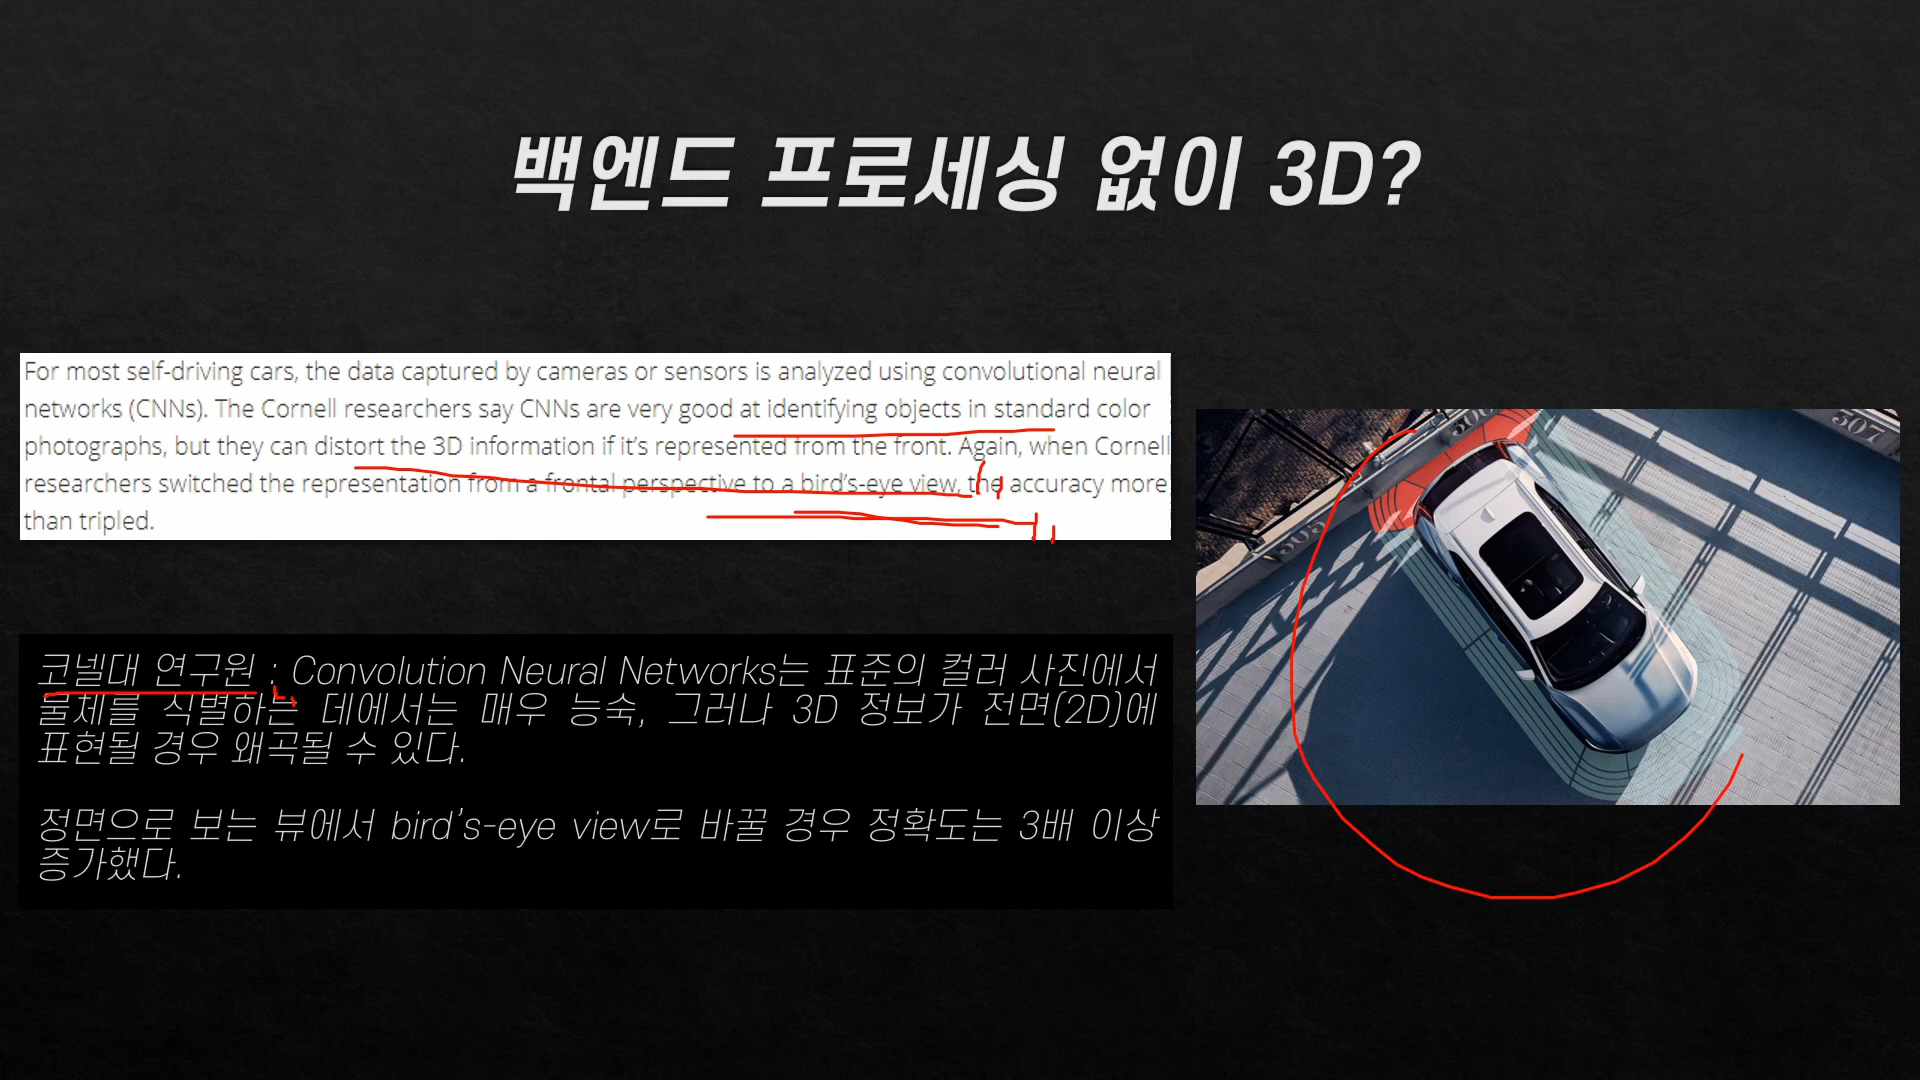 백엔드 프로세싱 없이 3D?
For most self-driving cars, the data captured by cameras or sensors is analyzed using convolutional neural
networks (CNNs). The Cornell researchers say CNNs are very good at identifying objects in standard color
photographs, but they can distort the 3D information if it’s represented from the front. Again, when Cornell
researchers switched the representation from a frontal perspective to a bird’s-eye view, the accuracy more
than tripled.
307
코넬대 연구원 : Convolution Neural Networks는 표준의 컬러 사진에서
물체를 식별하는 데에서는 매우 능숙, 그러나 3D 정보가 전면(2D)에
표현될 경우 왜곡될 수 있다.
정면으로 보는 뷰에서 bird’s-eye view로 바꿀 경우 정확도는 3배 이상
증가했다.